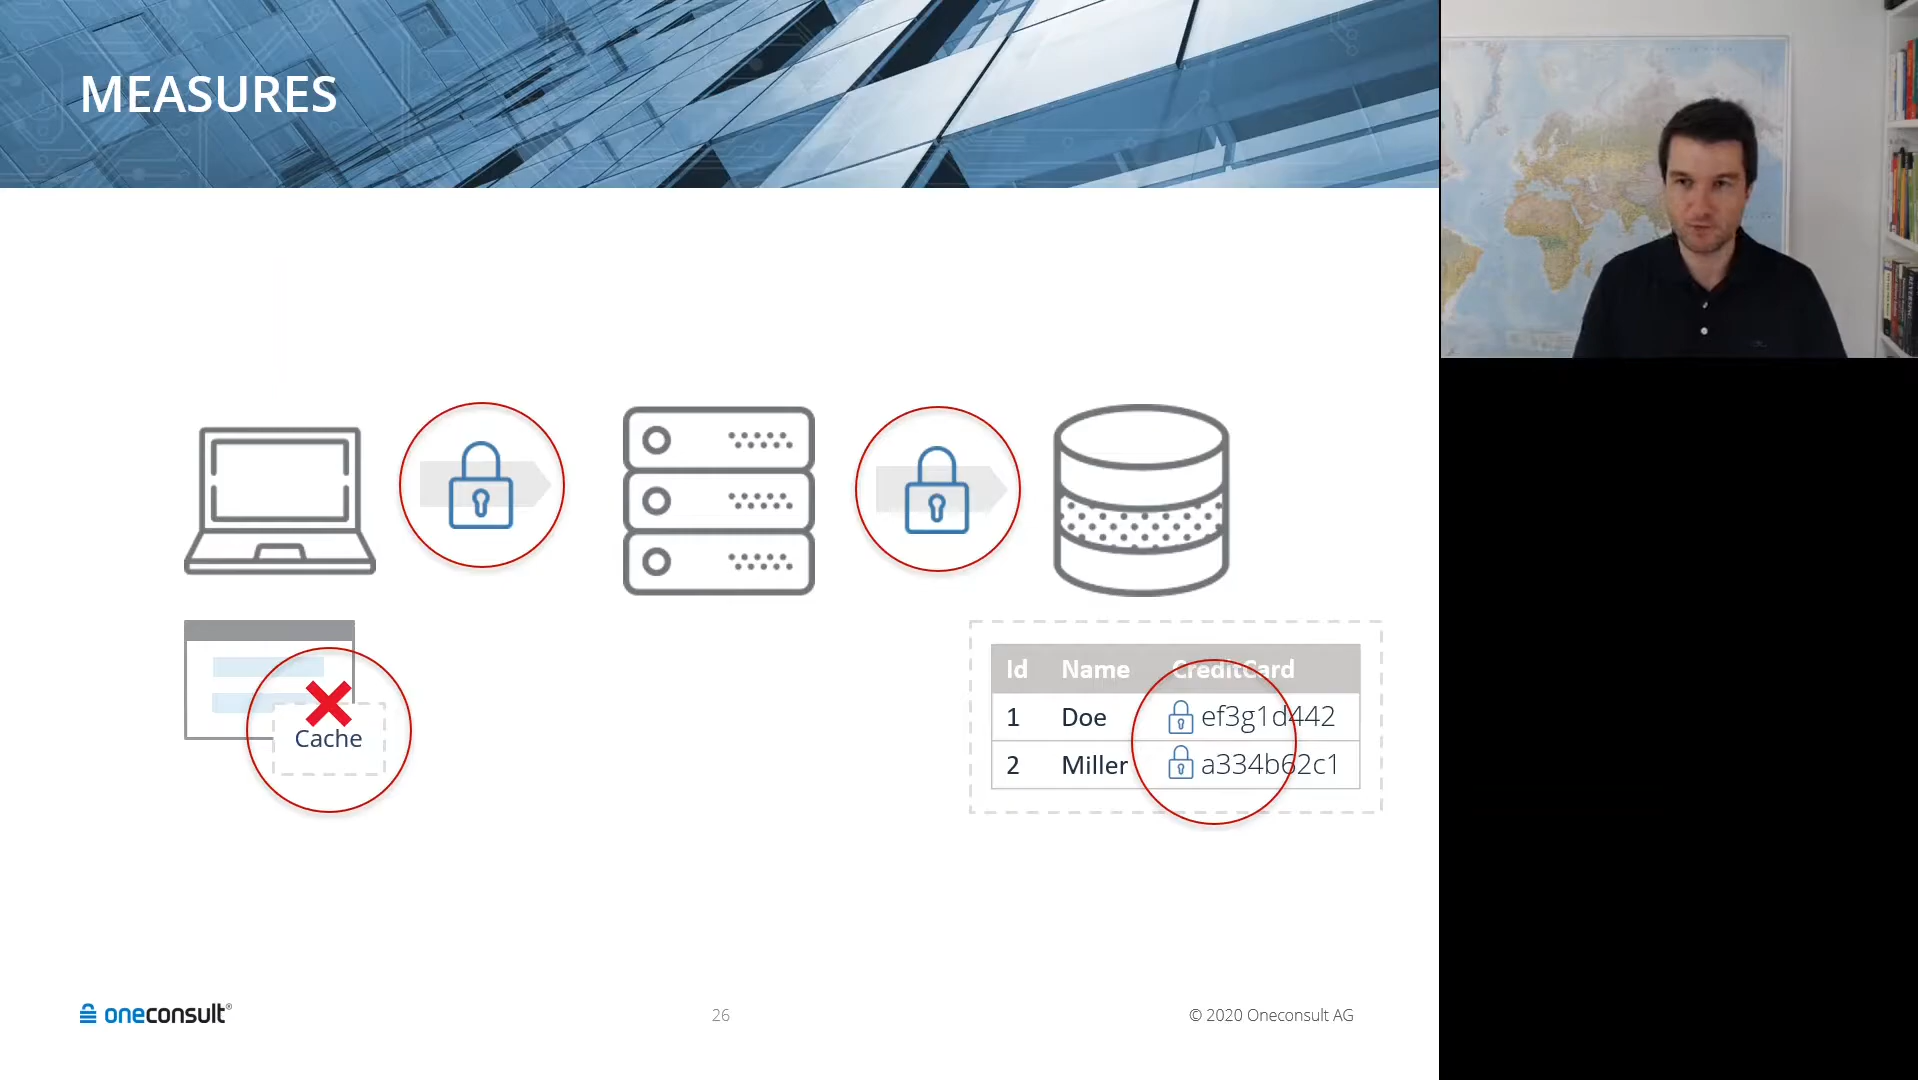 MEASURES
Cache
Id Name CreditCard
1 Doe ef3g1d442
2 Miller a334b62c1
oneconsult®
26
© 2020 Oneconsult AG